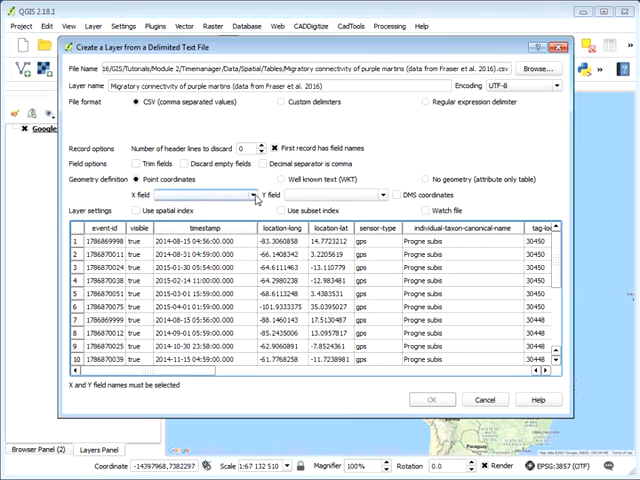 QGIS 2.18.1
Project Edit View Layer Settings Plugins Vector Raster Database Web CADDigitize CadTools Processing Help
Create a Layer from a Delimited Text File
File Name 16/GIS/Tutorials/Module 2/Timemanager/Data/Spatial/Tables/Migratory connectivity of purple martins (data from Fraser et al. 2016).csv Browse...
Layer name Migratory connectivity of purple martins (data from Fraser et al. 2016) Encoding UTF-8
File format CSV (comma separated values) Custom delimiters Regular expression delimiter
Record options Number of header lines to discard 0 First record has field names
Field options Trim fields Discard empty fields Decimal separator is comma
Geometry definition Point coordinates Well known text (WKT) No geometry (attribute only table)
X field Y field DMS coordinates
Layer settings Use spatial index Use subset index Watch file
event-id visible timestamp location-long location-lat sensor-type individual-taxon-canonical-name tag-loc
1 1786869998 true 2014-08-15 04:56:00.000 -83.3060858 14.7723212 gps Progne subis 30450
2 1786870011 true 2014-09-01 04:56:00.000 -66.1408342 3.2205619 gps Progne subis 30450
3 1786870024 true 2015-01-30 05:54:00.000 -64.6111463 -13.110779 gps Progne subis 30450
4 1786870038 true 2015-02-14 11:00:00.000 -64.2980238 -12.983481 gps Progne subis 30450
5 1786870051 true 2015-03-01 05:01:00.000 -68.6113248 3.4383531 gps Progne subis 30450
6 1786870075 true 2015-04-30 04:59:00.000 -101.9333375 35.0395027 gps Progne subis 30450
7 1786869999 true 2014-08-15 05:00:00.000 -88.1460143 17.5130487 gps Progne subis 30448
8 1786870012 true 2014-09-01 05:00:00.000 -85.2435006 13.0957817 gps Progne subis 30448
9 1786870025 true 2014-10-30 23:58:00.000 -62.9060891 -7.8524361 gps Progne subis 30448
10 1786870039 true 2014-11-15 04:59:00.000 -61.7768258 -11.7238981 gps Progne subis 30448
X and Y field names must be selected
OK Cancel Help
Google
Browser Panel (2) Layers Panel
Paraguay
Coordinate -14397968,7382297 Scale 1:67 132 510 Magnifier 100% Rotation 0.0 Render EPSG:3857 (OTF)